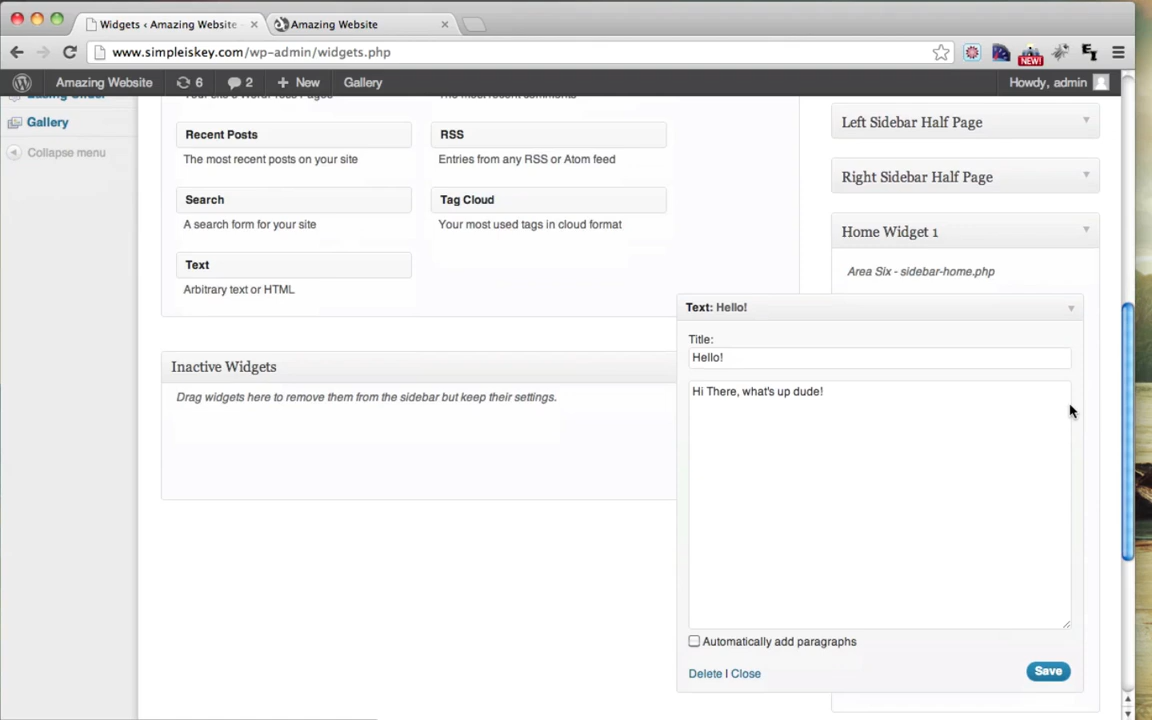 Widgets ‹ Amazing Website
Amazing Website
www.simpleiskey.com/wp-admin/widgets.php
NEW!
Amazing Website
6
2
+ New
Gallery
Howdy, admin
Gallery
Collapse menu
Recent Posts
The most recent posts on your site
RSS
Entries from any RSS or Atom feed
Search
A search form for your site
Tag Cloud
Your most used tags in cloud format
Text
Arbitrary text or HTML
Inactive Widgets
Drag widgets here to remove them from the sidebar but keep their settings.
Left Sidebar Half Page
Right Sidebar Half Page
Home Widget 1
Area Six - sidebar-home.php
Text: Hello!
Title:
Hello!
Hi There, what's up dude!
Automatically add paragraphs
Delete | Close
Save